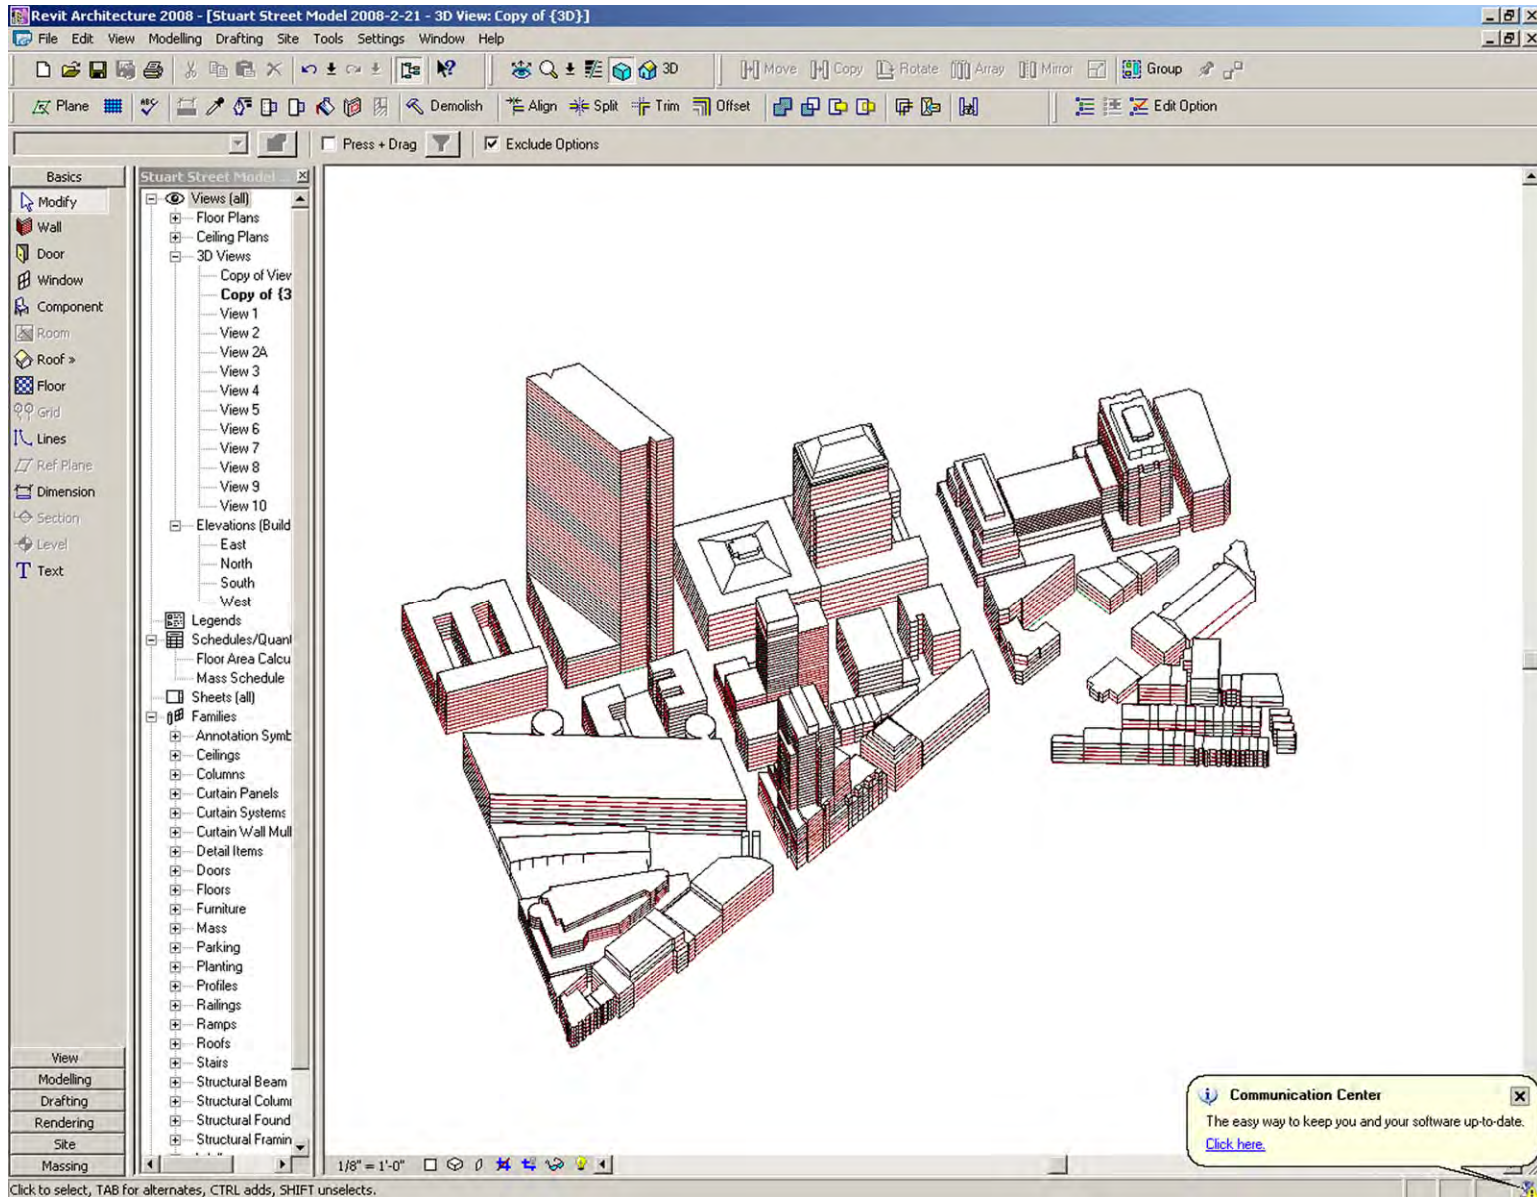 Revit Architecture 2008 - [Stuart Street Model 2008-2-21 - 3D View: Copy of {3D}]
File Edit View Modelling Drafting Site Tools Settings Window Help
3D Move Copy Rotate Array Mirror Group
Plane Demolish Align Split Trim Offset Edit Option
Press + Drag Exclude Options
Basics
Modify
Wall
Door
Window
Component
Room
Roof »
Floor
Grid
Lines
Ref Plane
Dimension
Section
Level
Text
View
Modelling
Drafting
Rendering
Site
Massing
Stuart Street Model ...
Views (all)
Floor Plans
Ceiling Plans
3D Views
Copy of View
Copy of {3
View 1
View 2
View 2A
View 3
View 4
View 5
View 6
View 7
View 8
View 9
View 10
Elevations (Build
East
North
South
West
Legends
Schedules/Quant
Floor Area Calcu
Mass Schedule
Sheets (all)
Families
Annotation Symb
Ceilings
Columns
Curtain Panels
Curtain Systems
Curtain Wall Mull
Detail Items
Doors
Floors
Furniture
Mass
Parking
Planting
Profiles
Railings
Ramps
Roofs
Stairs
Structural Beam
Structural Colum
Structural Found
Structural Framin
1/8" = 1'-0"
Communication Center
The easy way to keep you and your software up-to-date.
Click here.
Click to select, TAB for alternates, CTRL adds, SHIFT unselects.